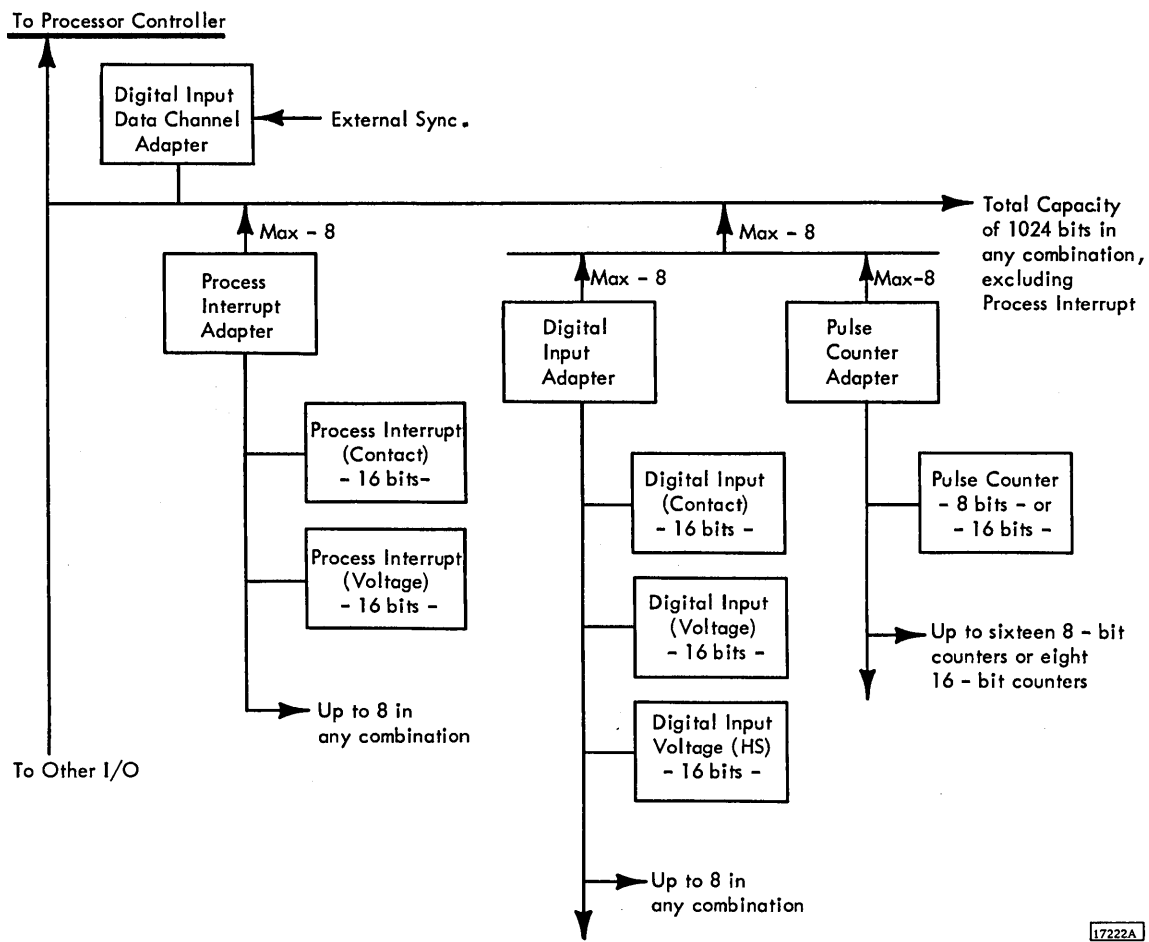 To Processor Controller
Digital Input
Data Channel
Adapter
External Sync.
Total Capacity
of 1024 bits in
any combination,
excluding
Process Interrupt
Max - 8
Max - 8
Process
Interrupt
Adapter
Max - 8
Max-8
Digital
Input
Adapter
Pulse
Counter
Adapter
Process Interrupt
(Contact)
- 16 bits-
Process Interrupt
(Voltage)
- 16 bits -
Up to 8 in
any combination
Digital Input
(Contact)
- 16 bits -
Digital Input
(Voltage)
- 16 bits -
Digital Input
Voltage (HS)
- 16 bits -
Up to 8 in
any combination
Pulse Counter
- 8 bits - or
- 16 bits -
Up to sixteen 8 - bit
counters or eight
16 - bit counters
To Other I/O
17222A